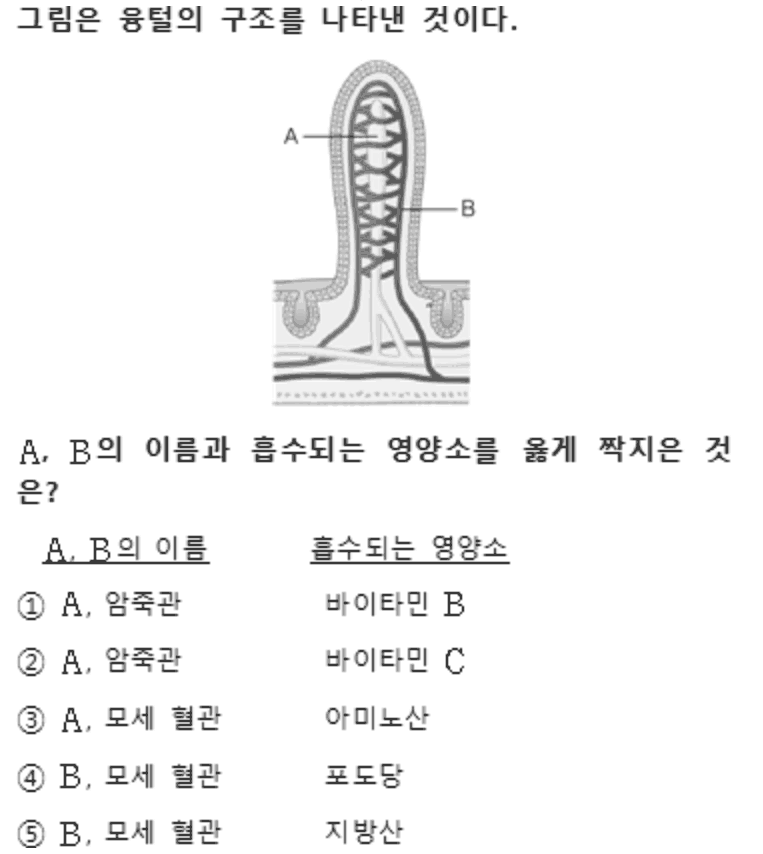 그림은 융털의 구조를 나타낸 것이다.
A
B
A, B의 이름과 흡수되는 영양소를 옳게 짝지은 것
은?
A, B의 이름 흡수되는 영양소
① A, 암죽관 바이타민 B
② A, 암죽관 바이타민 C
③ A, 모세 혈관 아미노산
④ B, 모세 혈관 포도당
⑤ B, 모세 혈관 지방산